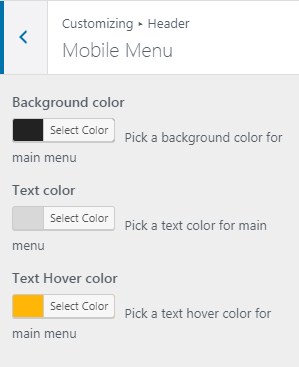 Customizing ▸ Header
Mobile Menu
Background color
Select Color Pick a background color for
main menu
Text color
Select Color Pick a text color for main
menu
Text Hover color
Select Color Pick a text hover color for
main menu